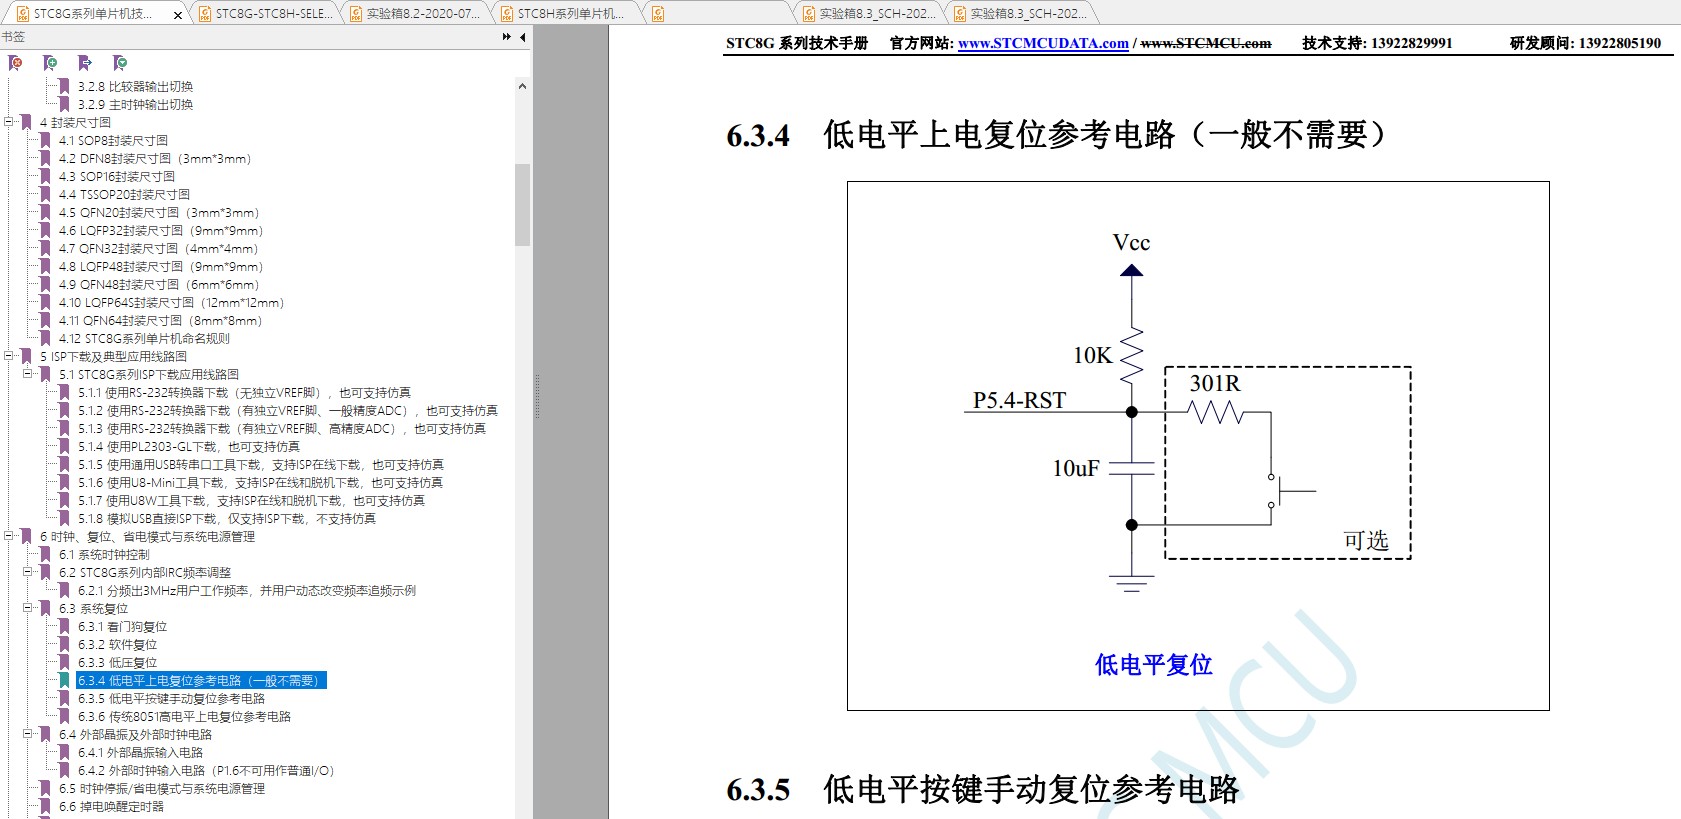 STC8G系列单片机技...
STC8G-STC8H-SELE...
实验箱8.2-2020-07...
STC8H系列单片机...
实验箱8.3_SCH-202...
实验箱8.3_SCH-202...
书签
3.2.8 比较器输出切换
3.2.9 主时钟输出切换
4 封装尺寸图
4.1 SOP8封装尺寸图
4.2 DFN8封装尺寸图（3mm*3mm）
4.3 SOP16封装尺寸图
4.4 TSSOP20封装尺寸图
4.5 QFN20封装尺寸图（3mm*3mm）
4.6 LQFP32封装尺寸图（9mm*9mm）
4.7 QFN32封装尺寸图（4mm*4mm）
4.8 LQFP48封装尺寸图（9mm*9mm）
4.9 QFN48封装尺寸图（6mm*6mm）
4.10 LQFP64S封装尺寸图（12mm*12mm）
4.11 QFN64封装尺寸图（8mm*8mm）
4.12 STC8G系列单片机命名规则
5 ISP下载及典型应用线路图
5.1 STC8G系列ISP下载应用线路图
5.1.1 使用RS-232转换器下载（无独立VREF脚），也可支持仿真
5.1.2 使用RS-232转换器下载（有独立VREF脚、一般精度ADC），也可支持仿真
5.1.3 使用RS-232转换器下载（有独立VREF脚、高精度ADC），也可支持仿真
5.1.4 使用PL2303-GL下载，也可支持仿真
5.1.5 使用通用USB转串口工具下载，支持ISP在线下载，也可支持仿真
5.1.6 使用U8-Mini工具下载，支持ISP在线和脱机下载，也可支持仿真
5.1.7 使用U8W工具下载，支持ISP在线和脱机下载，也可支持仿真
5.1.8 模拟USB直接ISP下载，仅支持ISP下载，不支持仿真
6 时钟、复位、省电模式与系统电源管理
6.1 系统时钟控制
6.2 STC8G系列内部IRC频率调整
6.2.1 分频出3MHz用户工作频率，并用户动态改变频率追频示例
6.3 系统复位
6.3.1 看门狗复位
6.3.2 软件复位
6.3.3 低压复位
6.3.4 低电平上电复位参考电路（一般不需要）
6.3.5 低电平按键手动复位参考电路
6.3.6 传统8051高电平上电复位参考电路
6.4 外部晶振及外部时钟电路
6.4.1 外部晶振输入电路
6.4.2 外部时钟输入电路（P1.6不可用作普通I/O）
6.5 时钟停振/省电模式与系统电源管理
6.6 掉电唤醒定时器
STC8G 系列技术手册 官方网站: www.STCMCUDATA.com / www.STCMCU.com 技术支持: 13922829991 研发顾问: 13922805190
6.3.4 低电平上电复位参考电路（一般不需要）
Vcc
10K
301R
P5.4-RST
10uF
可选
低电平复位
MCU
6.3.5 低电平按键手动复位参考电路